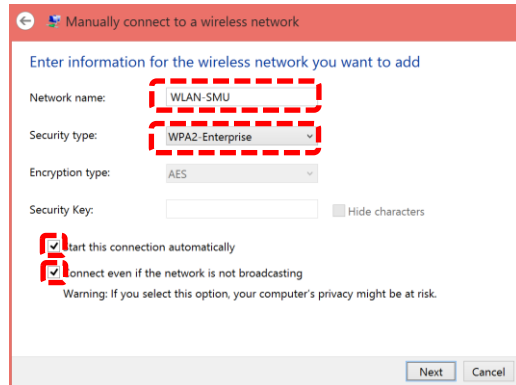 Manually connect to a wireless network
Enter information for the wireless network you want to add
Network name: WLAN-SMU
Security type: WPA2-Enterprise
Encryption type: AES
Security Key: Hide characters
Start this connection automatically
Connect even if the network is not broadcasting
Warning: If you select this option, your computer's privacy might be at risk.
Next Cancel